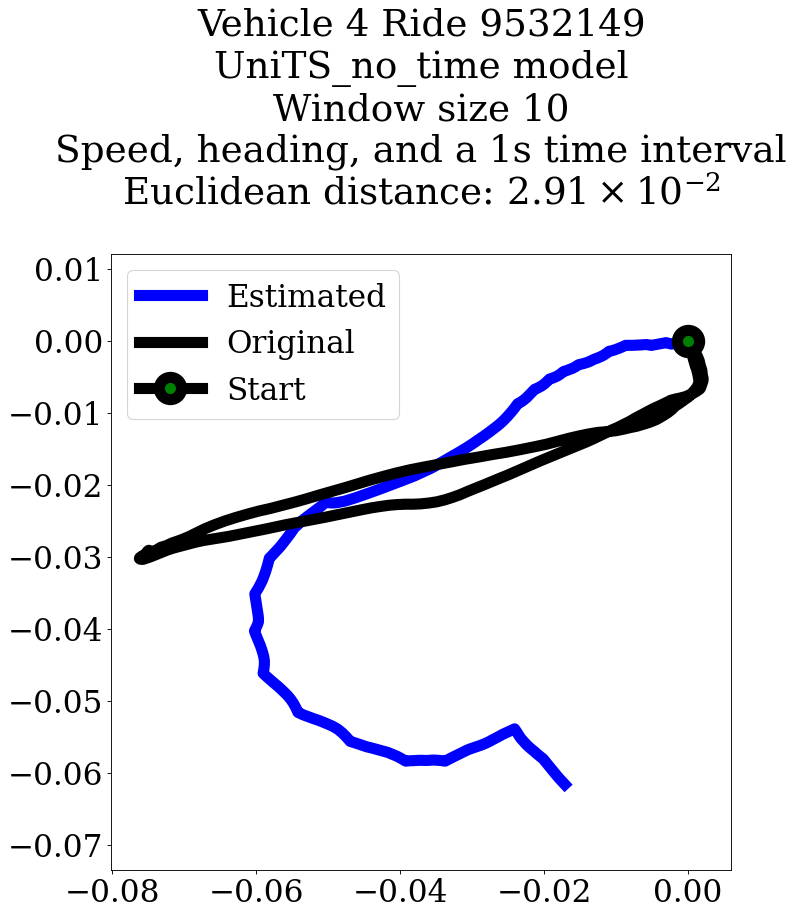 Vehicle 4 Ride 9532149
UniTS_no_time model
Window size 10
Speed, heading, and a 1s time interval
Euclidean distance: 2.91 × 10⁻²
Estimated
Original
Start
0.01
0.00
−0.01
−0.02
−0.03
−0.04
−0.05
−0.06
−0.07
−0.08 −0.06 −0.04 −0.02 0.00